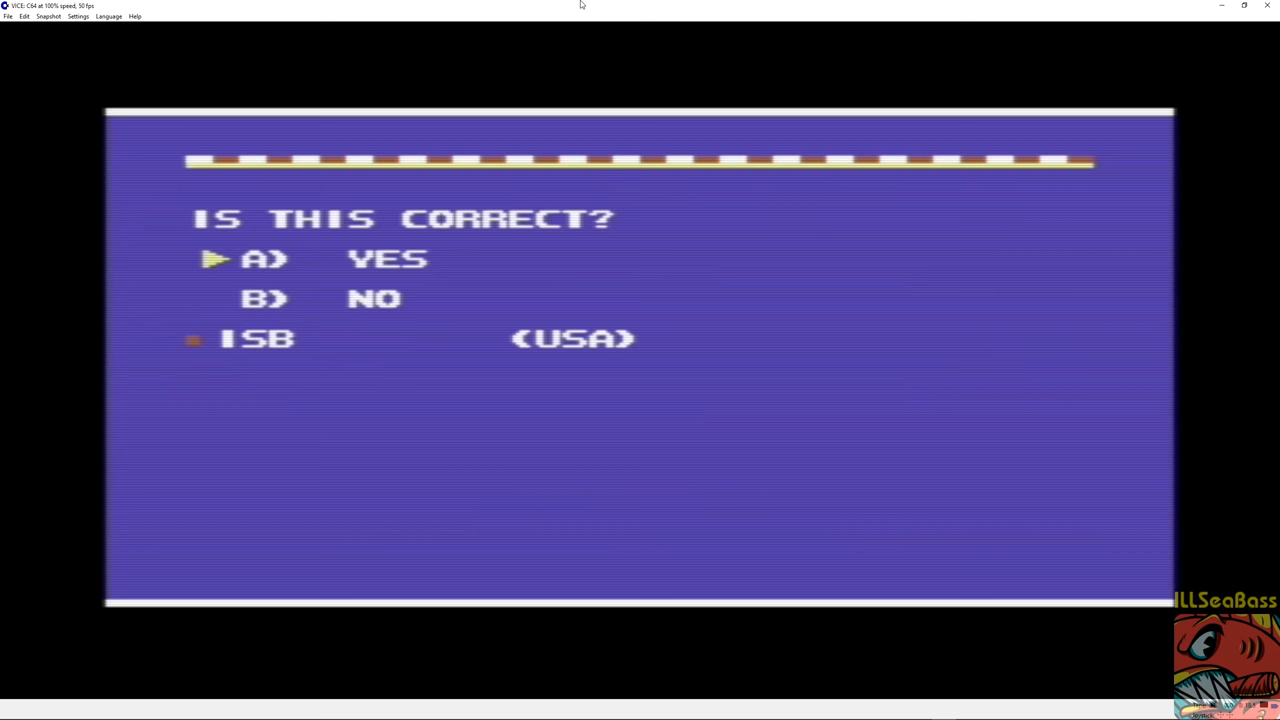 VICE: C64 at 100% speed, 50 fps
File Edit Snapshot Settings Language Help
IS THIS CORRECT?
A) YES
B) NO
ISB (USA)
ILLSeaBass
Joystick: